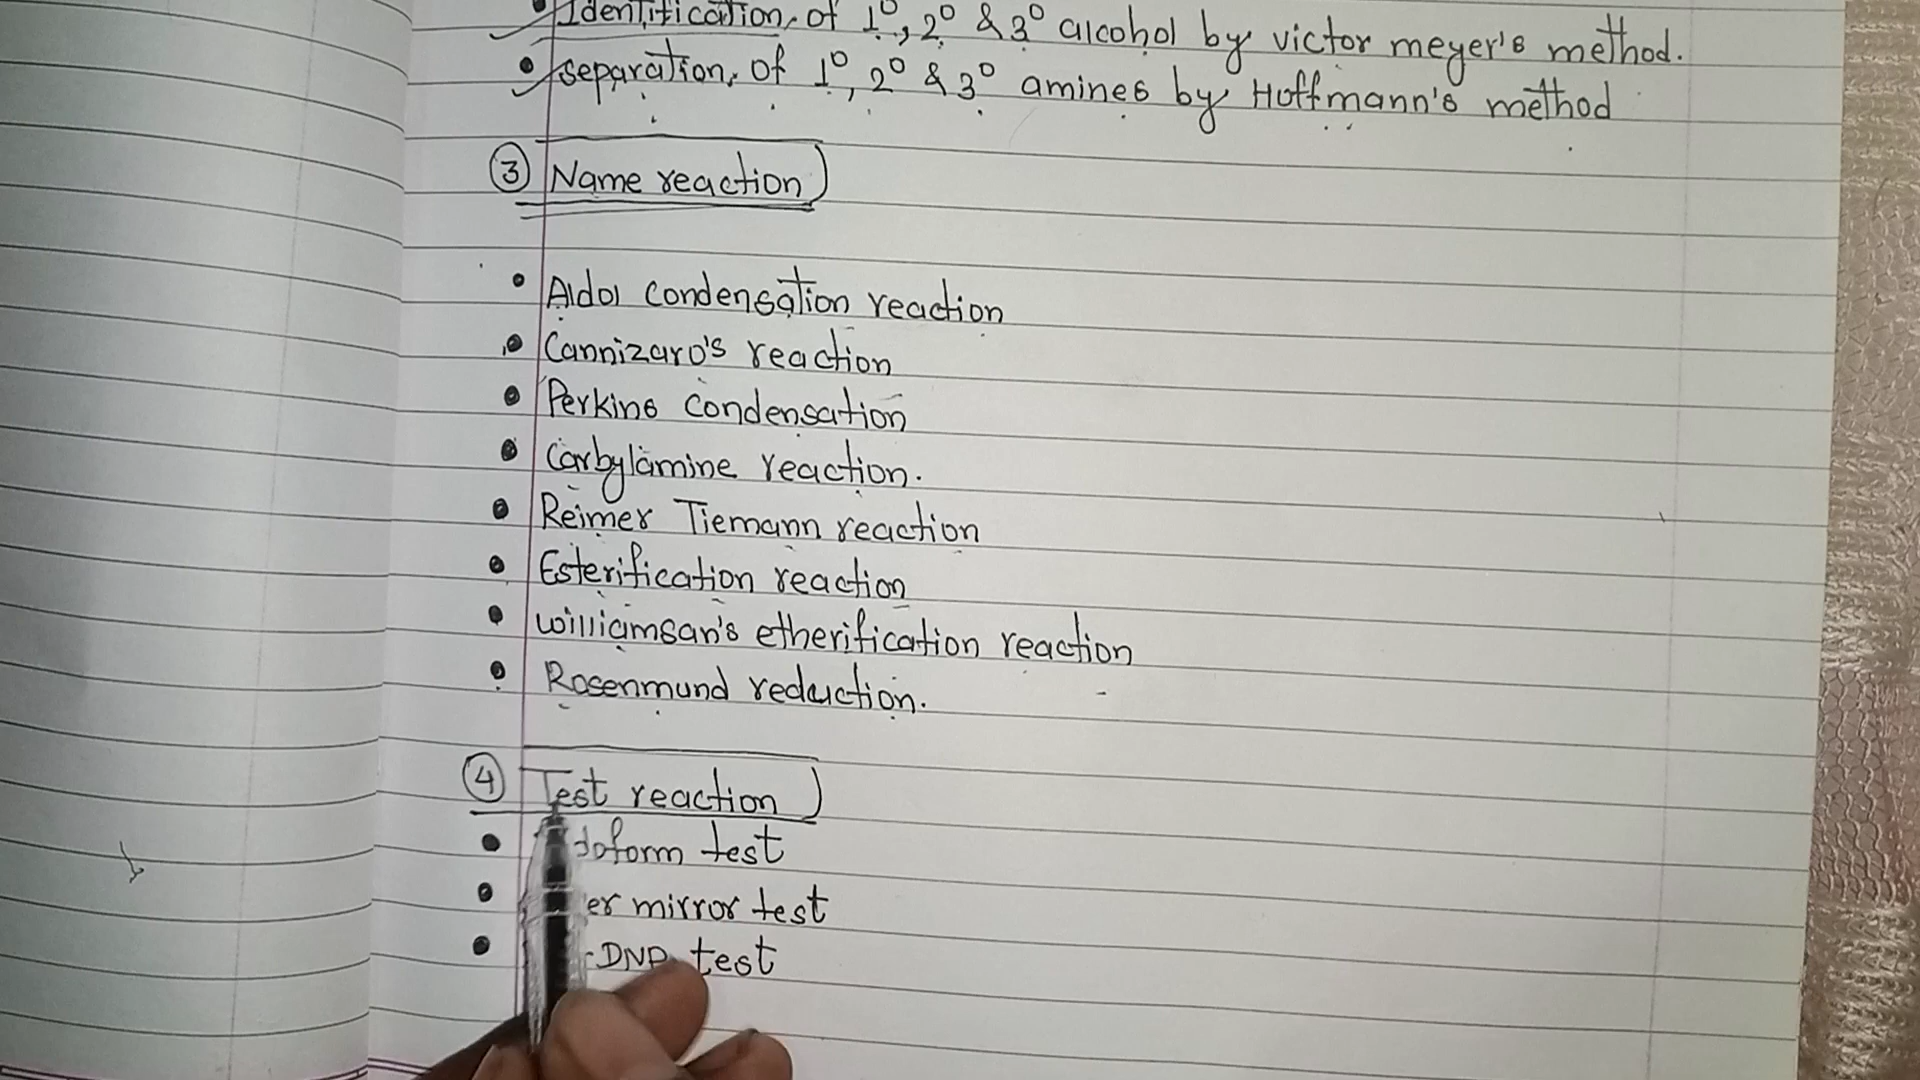 • Identification of 1°, 2° & 3° alcohol by victor meyer's method.
• separation of 1°, 2° & 3° amines by Hoffmann's method
③ Name reaction
• Aldol condensation reaction
• Cannizaro's reaction
• Perkins condensation
• Carbylamine reaction.
• Reimer Tiemann reaction
• Esterification reaction
• williamsan's etherification reaction
• Rosenmund reduction.
④ Test reaction
• doform test
• er mirror test
• -DNP test